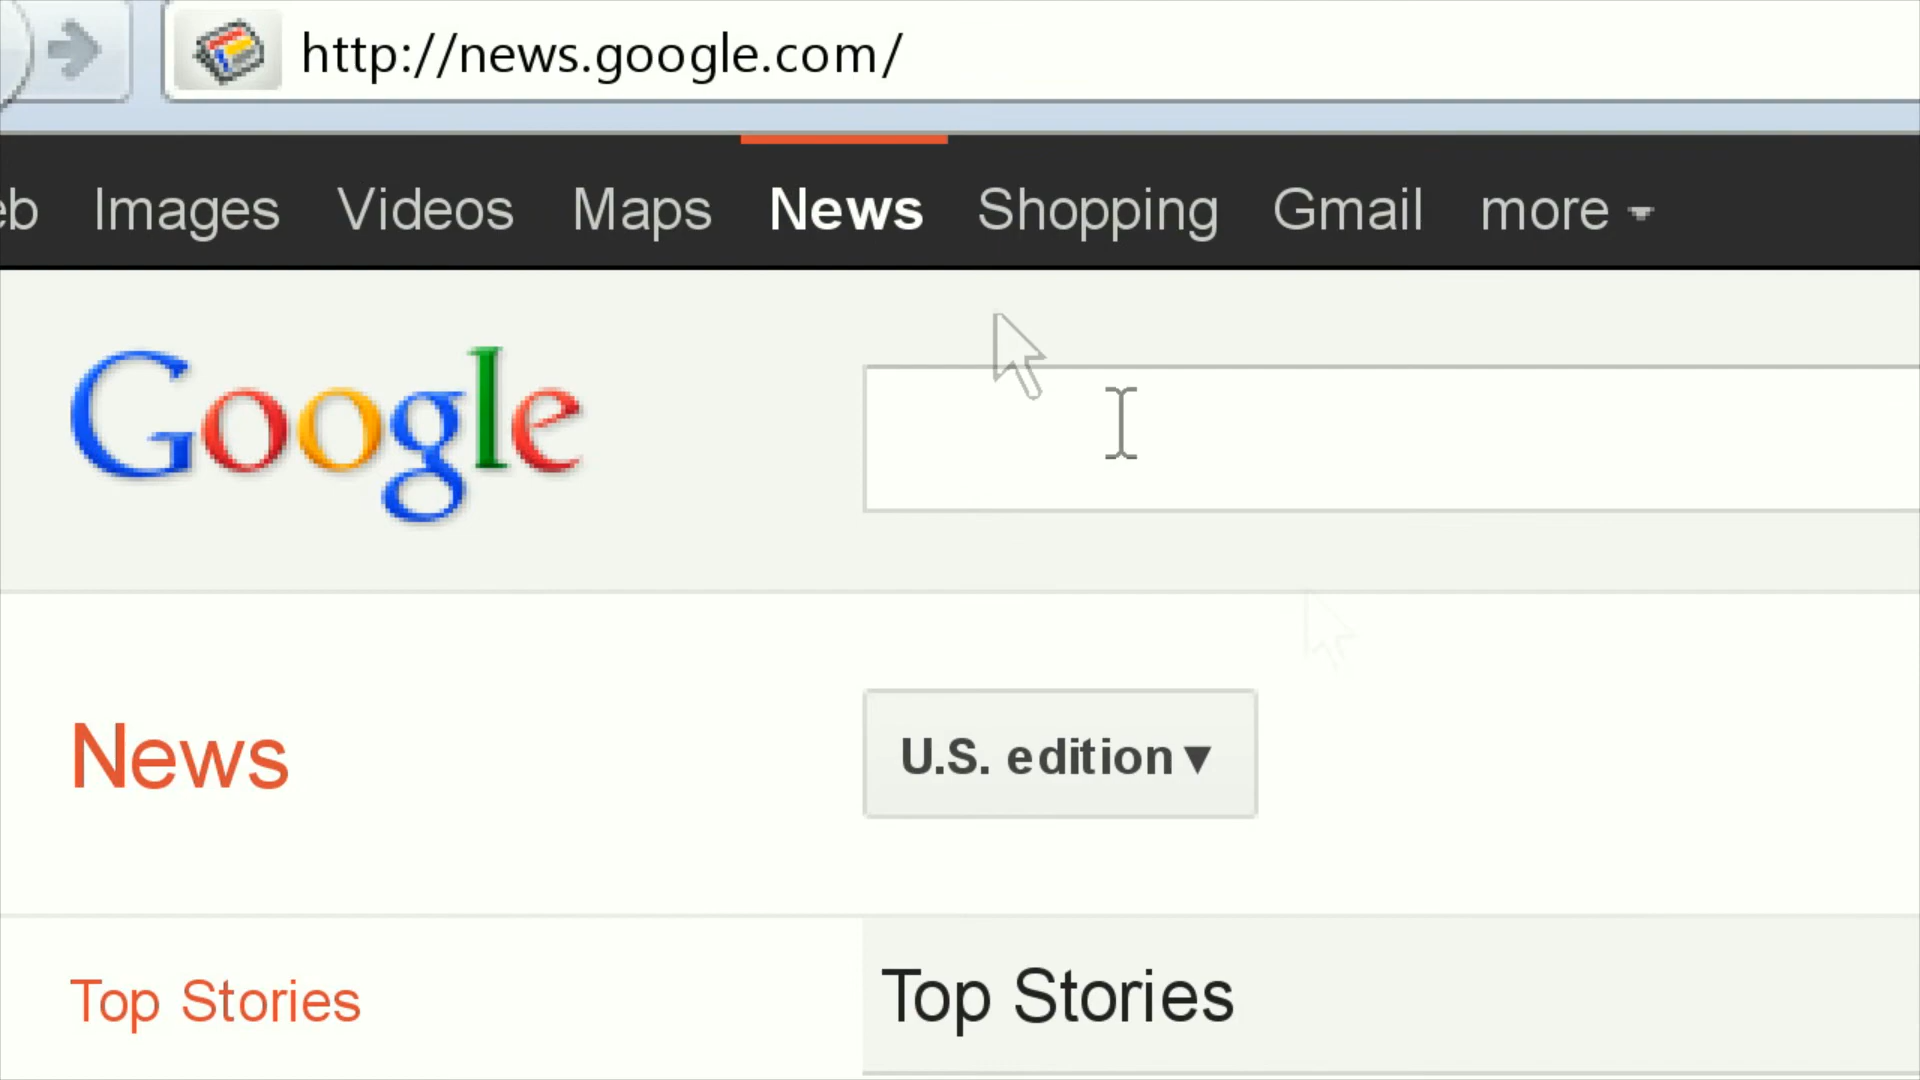 http://news.google.com/
eb Images Videos Maps News Shopping Gmail more
Google
News
U.S. edition
Top Stories
Top Stories